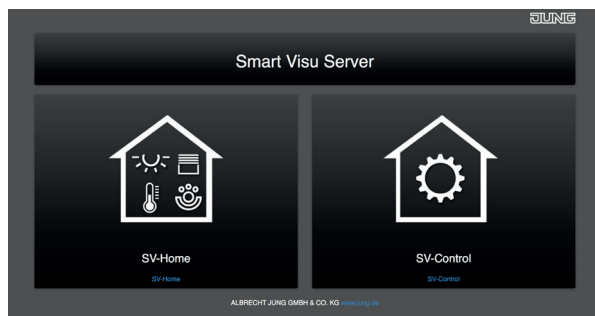 JUNG
Smart Visu Server
SV-Home
SV-Control
SV-Home
SV-Control
ALBRECHT JUNG GMBH & CO. KG www.jung.de